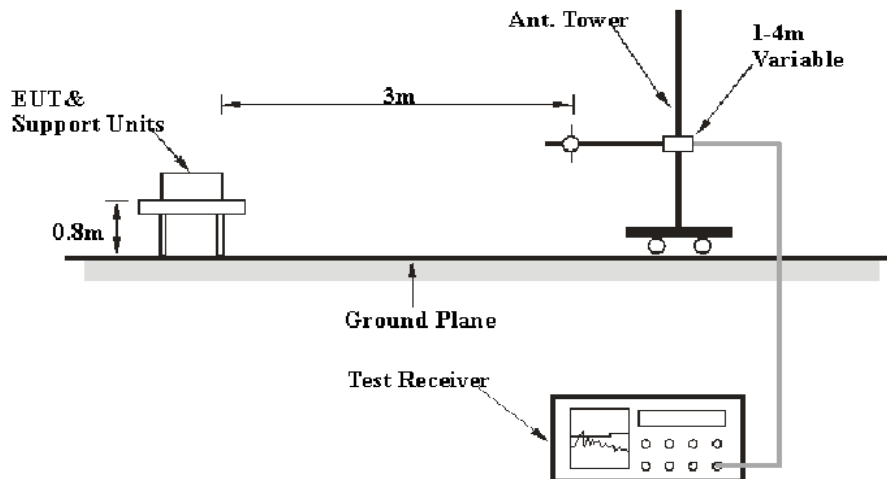 Ant. Tower
1-4m
Variable
3m
EUT&
Support Units
0.8m
Ground Plane
Test Receiver